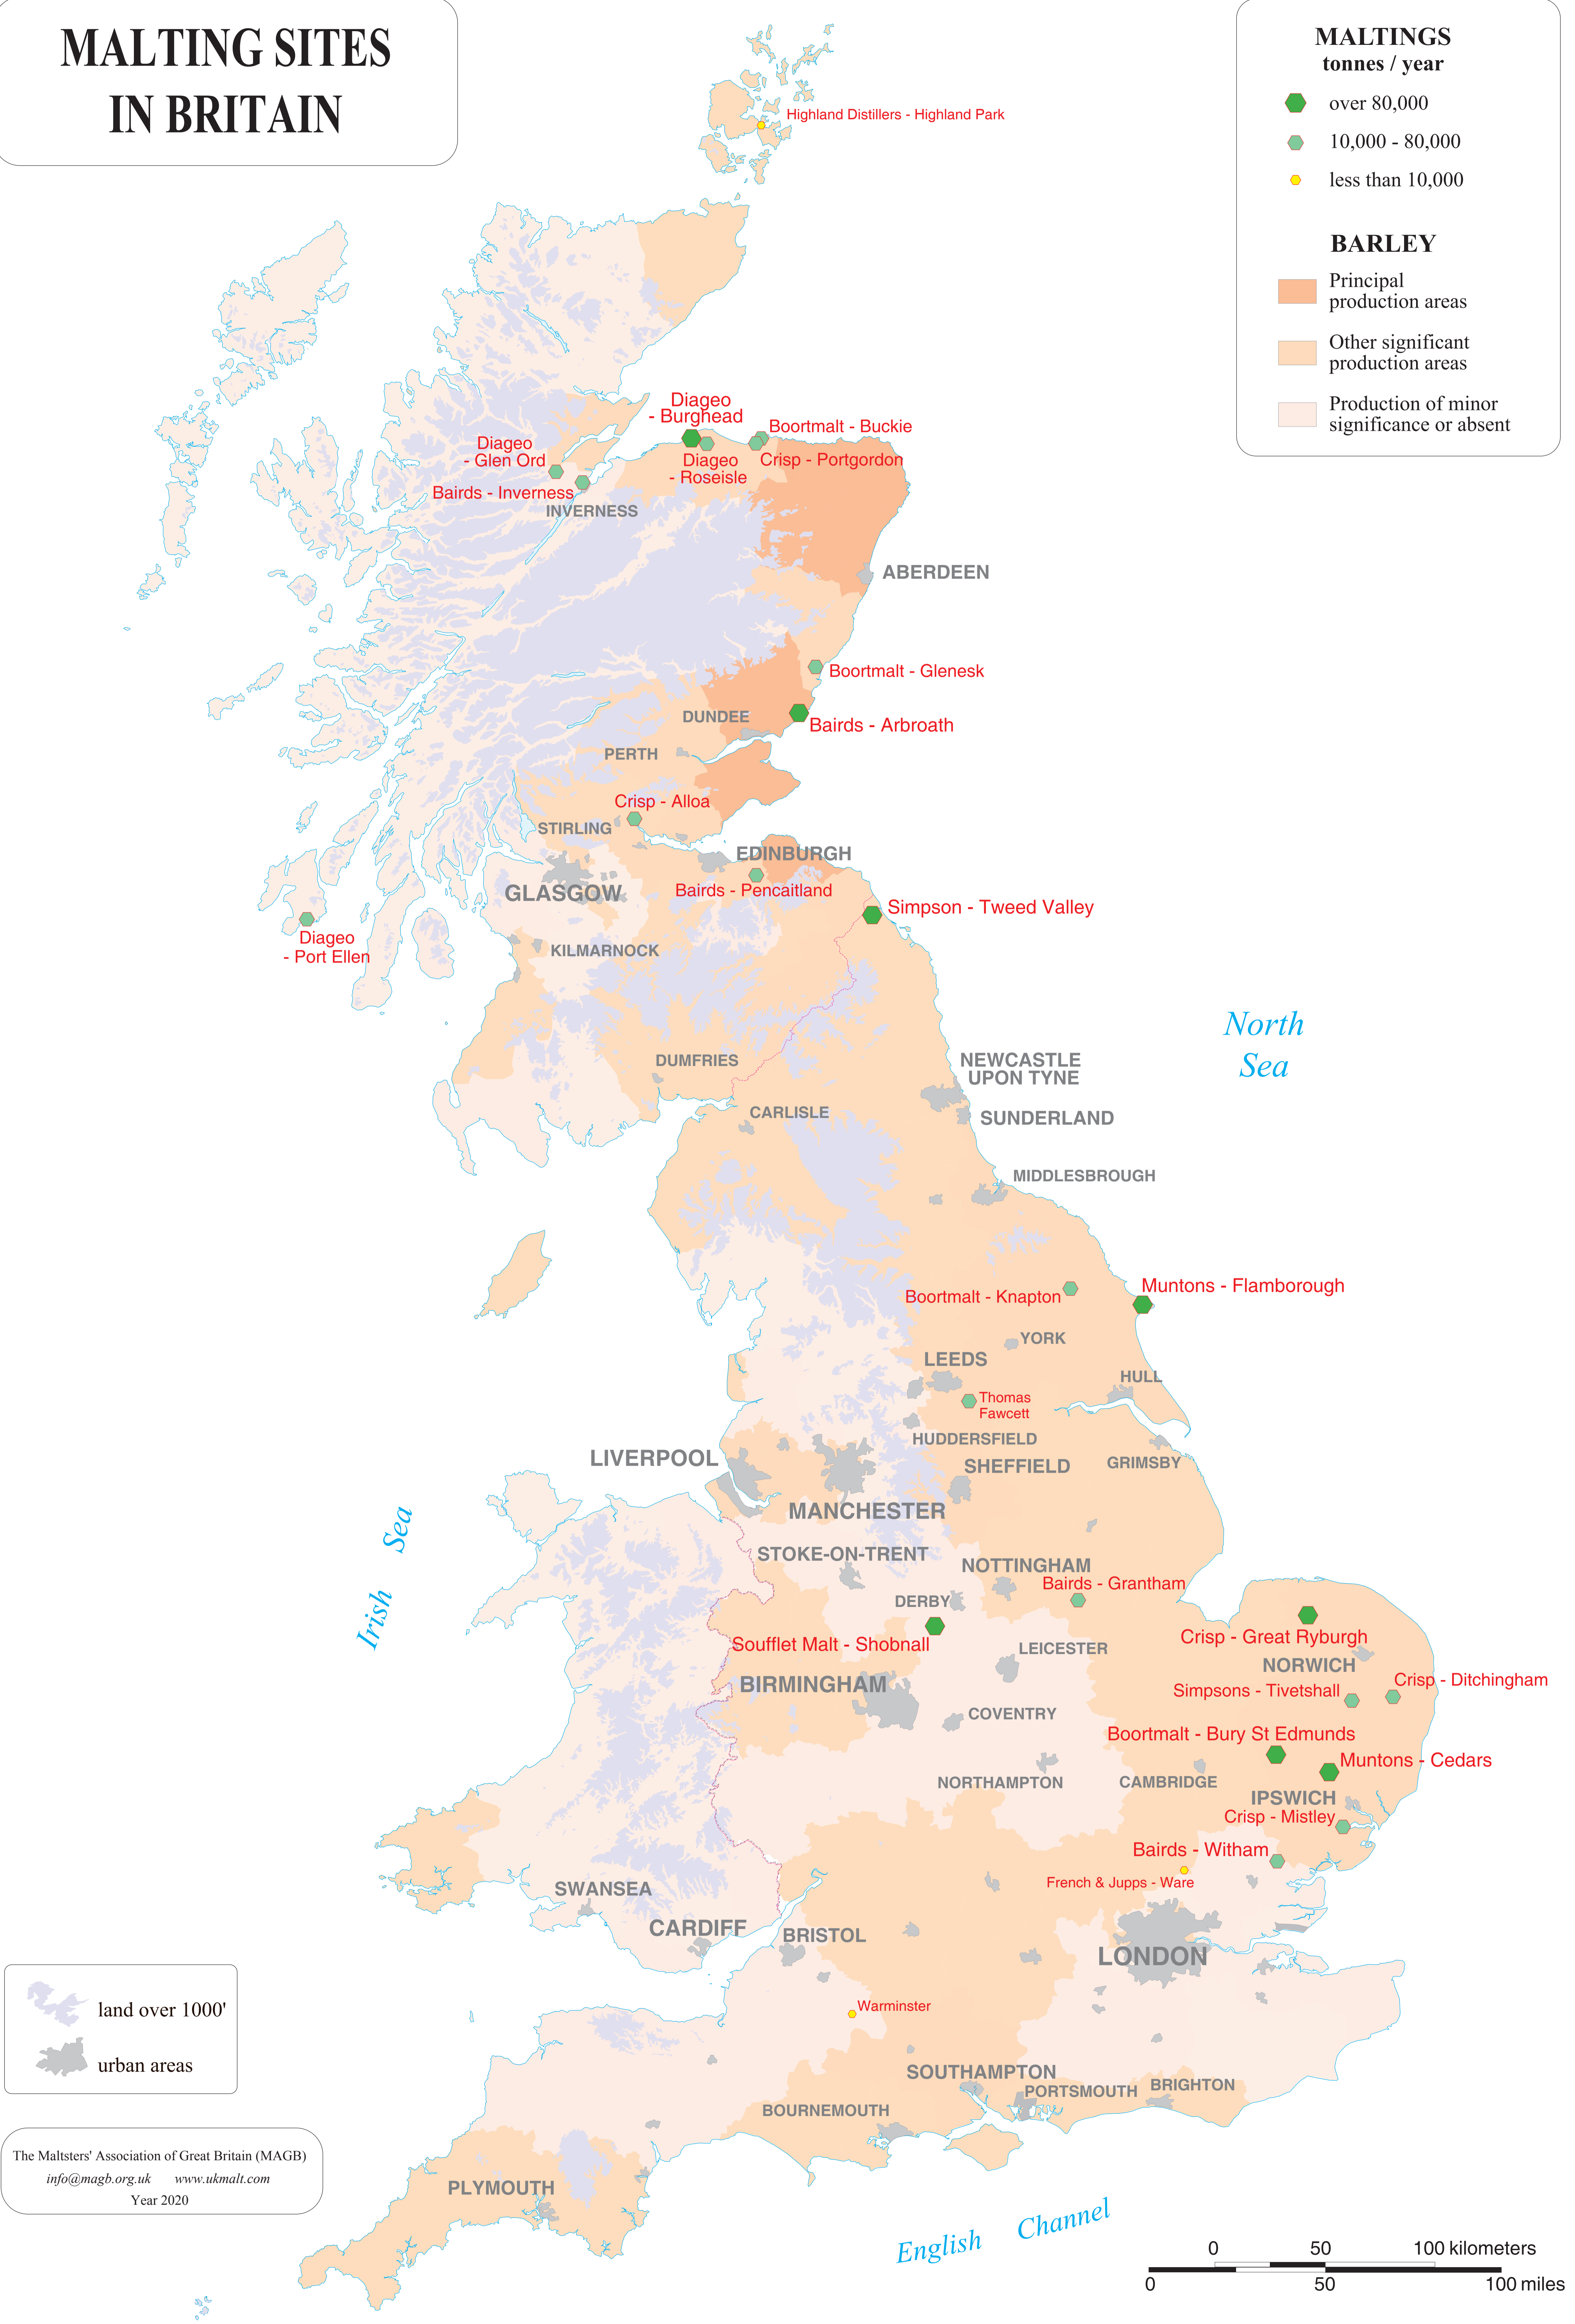 MALTING SITES
IN BRITAIN
MALTINGS
tonnes / year
over 80,000
10,000 - 80,000
less than 10,000
BARLEY
Principal
production areas
Other significant
production areas
Production of minor
significance or absent
Highland Distillers - Highland Park
Diageo
- Burghead
Boortmalt - Buckie
Diageo
- Glen Ord
Diageo
- Roseisle
Crisp - Portgordon
Bairds - Inverness
INVERNESS
ABERDEEN
Boortmalt - Glenesk
DUNDEE
Bairds - Arbroath
PERTH
Crisp - Alloa
STIRLING
EDINBURGH
GLASGOW
Bairds - Pencaitland
Simpson - Tweed Valley
Diageo
- Port Ellen
KILMARNOCK
North
Sea
DUMFRIES
NEWCASTLE
UPON TYNE
CARLISLE
SUNDERLAND
MIDDLESBROUGH
Boortmalt - Knapton
Muntons - Flamborough
YORK
LEEDS
HULL
Thomas
Fawcett
HUDDERSFIELD
LIVERPOOL
SHEFFIELD
GRIMSBY
MANCHESTER
Irish Sea
STOKE-ON-TRENT
NOTTINGHAM
Bairds - Grantham
DERBY
Soufflet Malt - Shobnall
Crisp - Great Ryburgh
LEICESTER
NORWICH
BIRMINGHAM
Simpsons - Tivetshall
Crisp - Ditchingham
COVENTRY
Boortmalt - Bury St Edmunds
Muntons - Cedars
NORTHAMPTON
CAMBRIDGE
IPSWICH
Crisp - Mistley
Bairds - Witham
French & Jupps - Ware
SWANSEA
CARDIFF
BRISTOL
LONDON
Warminster
land over 1000'
urban areas
SOUTHAMPTON
PORTSMOUTH
BRIGHTON
BOURNEMOUTH
The Maltsters' Association of Great Britain (MAGB)
info@magb.org.uk www.ukmalt.com
Year 2020
PLYMOUTH
English Channel
0 50 100 kilometers
0 50 100 miles